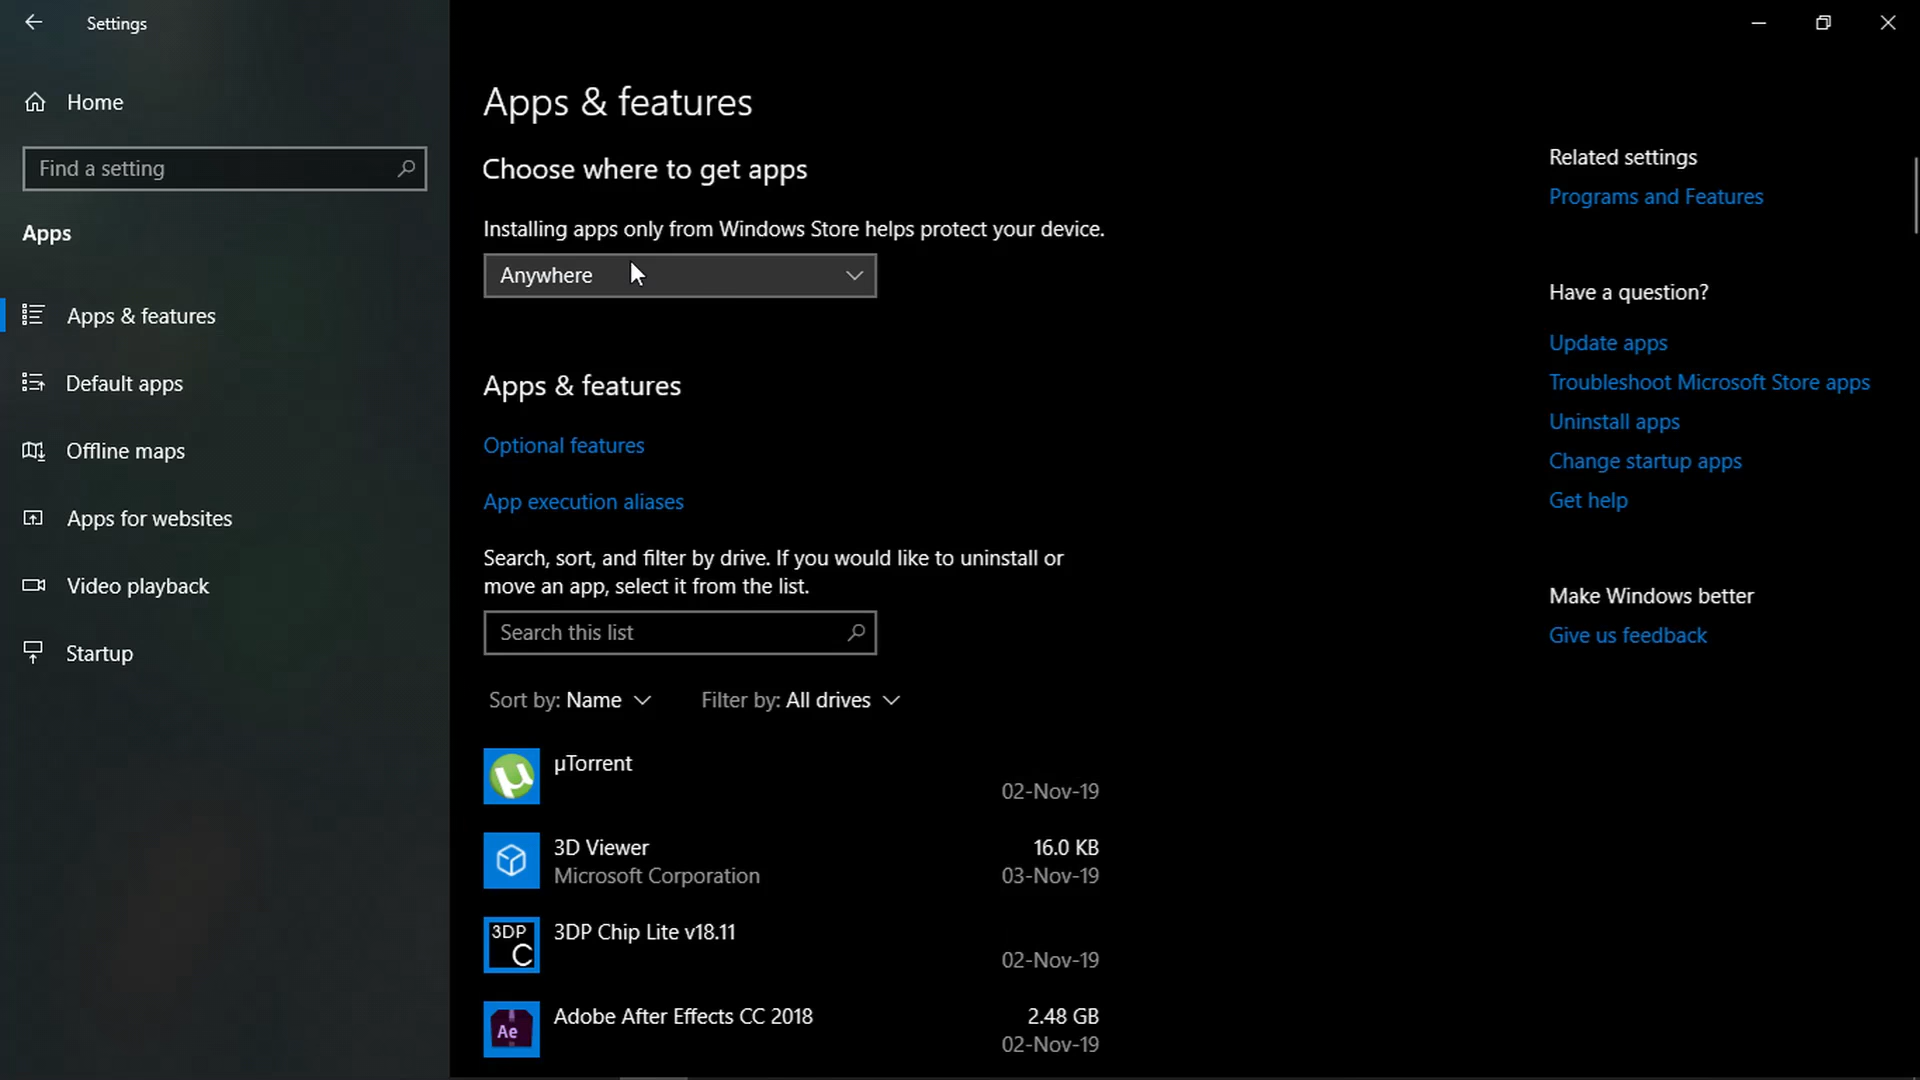 Settings
Home
Find a setting
Apps
Apps & features
Default apps
Offline maps
Apps for websites
Video playback
Startup
Apps & features
Choose where to get apps
Installing apps only from Windows Store helps protect your device.
Anywhere
Apps & features
Optional features
App execution aliases
Search, sort, and filter by drive. If you would like to uninstall or
move an app, select it from the list.
Search this list
Sort by: Name Filter by: All drives
µTorrent
02-Nov-19
3D Viewer 16.0 KB
Microsoft Corporation 03-Nov-19
3DP C
3DP Chip Lite v18.11
02-Nov-19
Ae
Adobe After Effects CC 2018 2.48 GB
02-Nov-19
Related settings
Programs and Features
Have a question?
Update apps
Troubleshoot Microsoft Store apps
Uninstall apps
Change startup apps
Get help
Make Windows better
Give us feedback